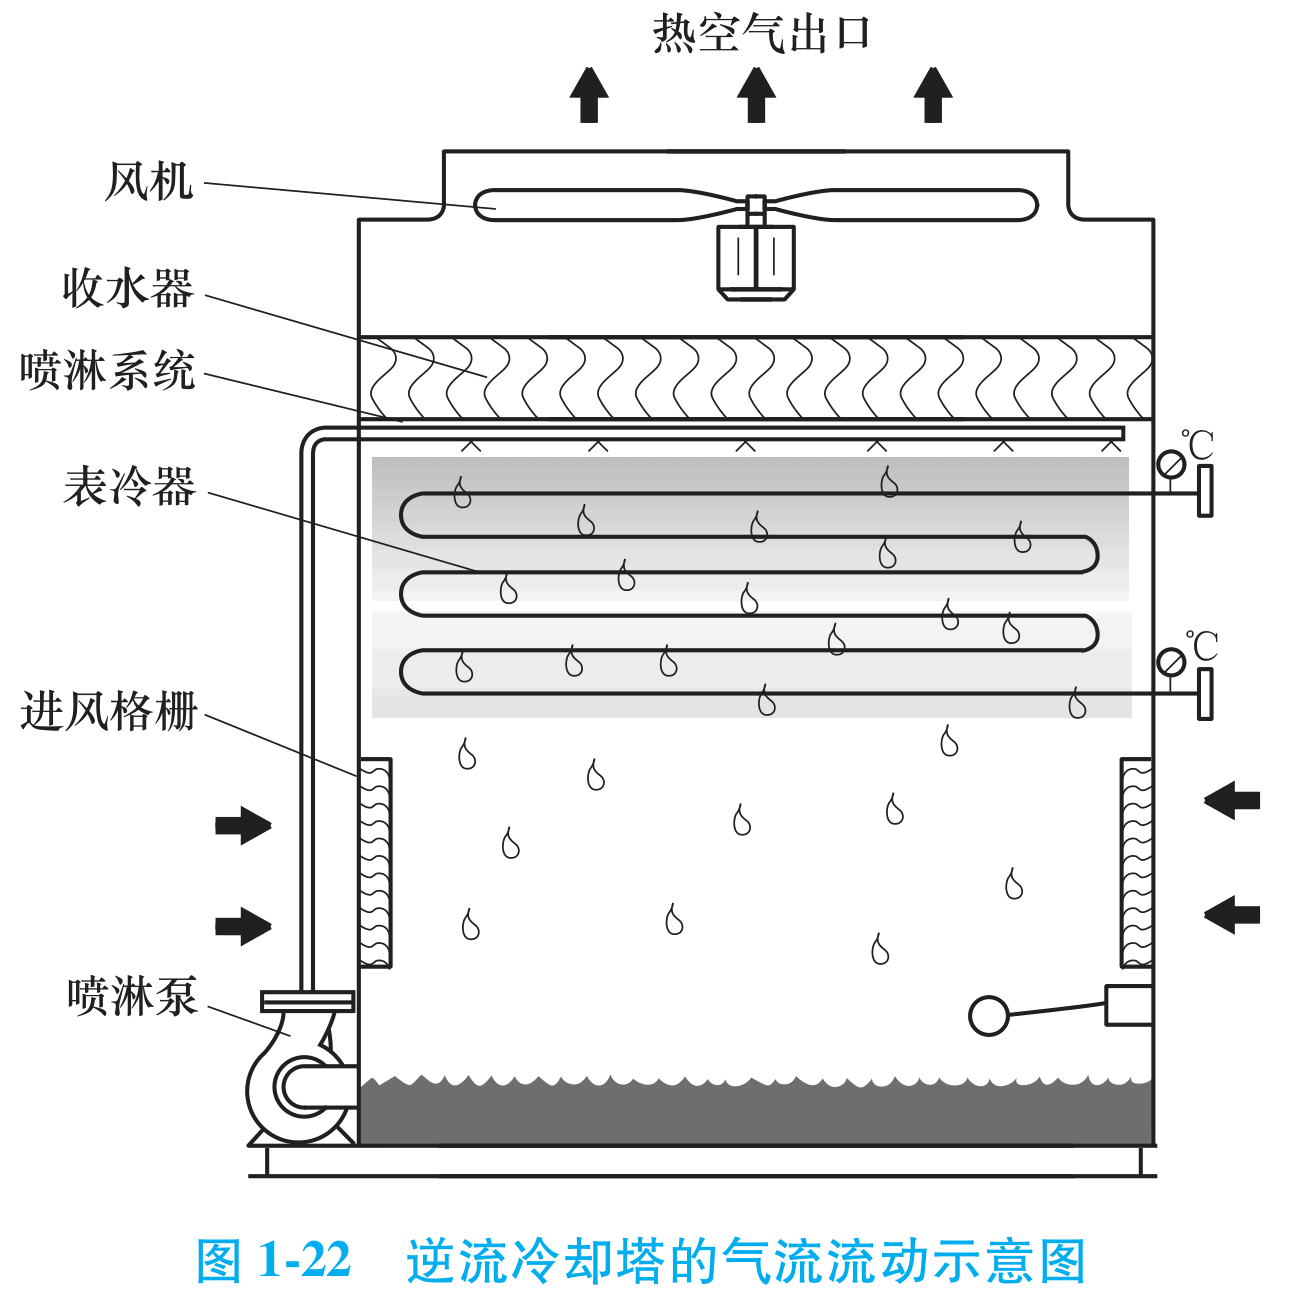 热空气出口
风机
收水器
喷淋系统
℃
表冷器
℃
进风格栅
喷淋泵
图 1-22 逆流冷却塔的气流流动示意图